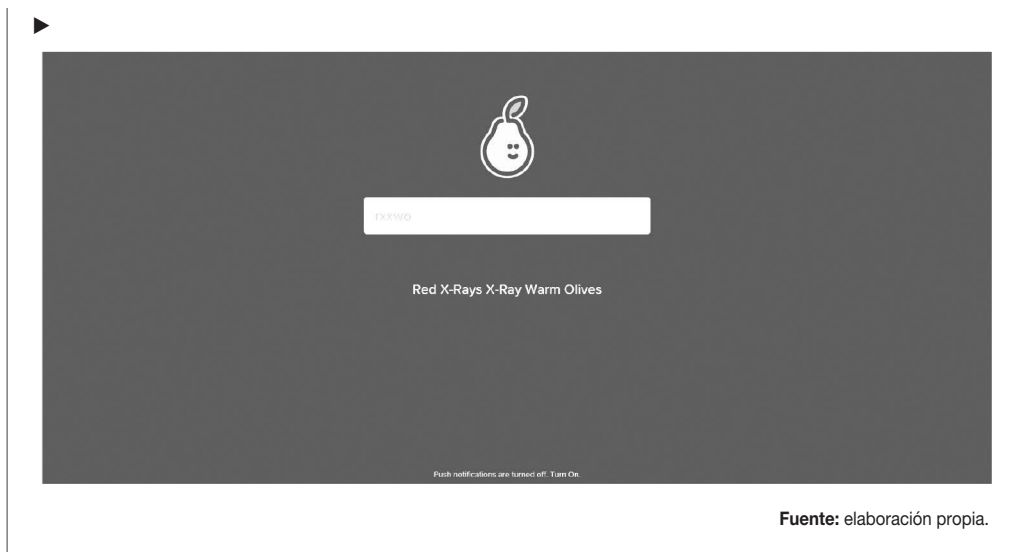 rxxwo
Red X-Rays X-Ray Warm Olives
Push notifications are turned off. Turn On.
Fuente: elaboración propia.